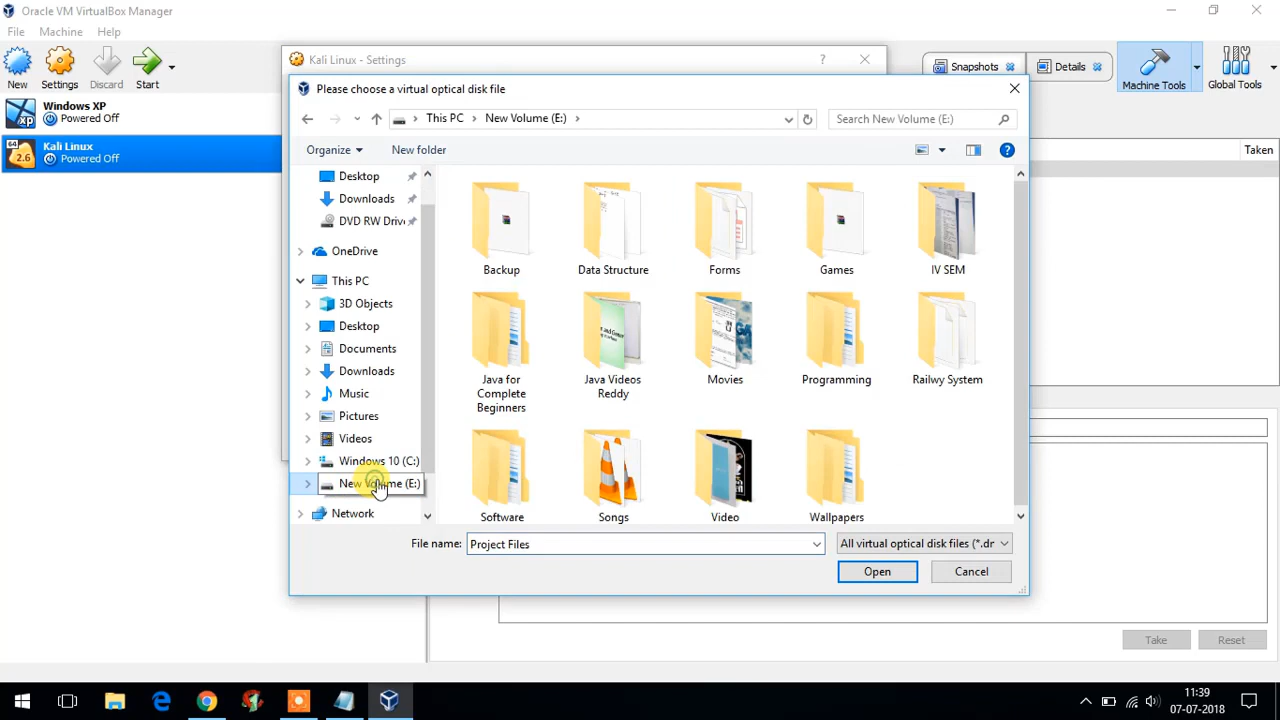 Oracle VM VirtualBox Manager
File Machine Help
New Settings Discard Start
Kali Linux - Settings
?
Snapshots Details
Machine Tools Global Tools
Windows XP
Powered Off
64
2.6
Kali Linux
Powered Off
Taken
Please choose a virtual optical disk file
This PC New Volume (E:)
Search New Volume (E:)
Organize New folder
Desktop
Downloads
DVD RW Drive
OneDrive
This PC
3D Objects
Desktop
Documents
Downloads
Music
Pictures
Videos
Windows 10 (C:)
New Volume (E:)
Network
Backup Data Structure Forms Games IV SEM
Java for Complete Beginners
Java Videos Reddy
Movies
Programming
Railwy System
Software Songs Video Wallpapers
File name: Project Files
All virtual optical disk files (*.dr
Open Cancel
Take Reset
11:39
07-07-2018